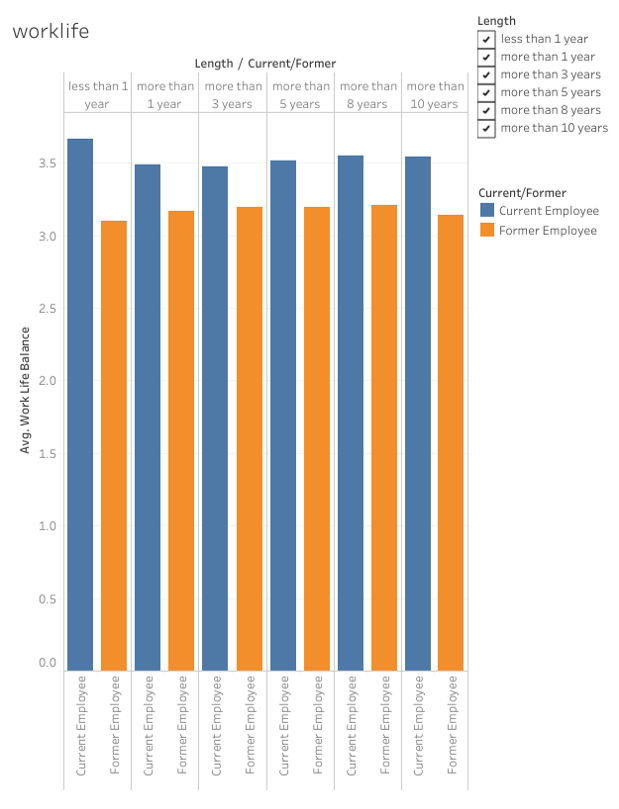 worklife
Length / Current/Former
less than 1
year
more than
1 year
more than
3 years
more than
5 years
more than
8 years
more than
10 years
Avg. Work Life Balance
3.5
3.0
2.5
2.0
1.5
1.0
0.5
0.0
Current Employee
Former Employee
Current Employee
Former Employee
Current Employee
Former Employee
Current Employee
Former Employee
Current Employee
Former Employee
Current Employee
Former Employee
Length
less than 1 year
more than 1 year
more than 3 years
more than 5 years
more than 8 years
more than 10 years
Current/Former
Current Employee
Former Employee